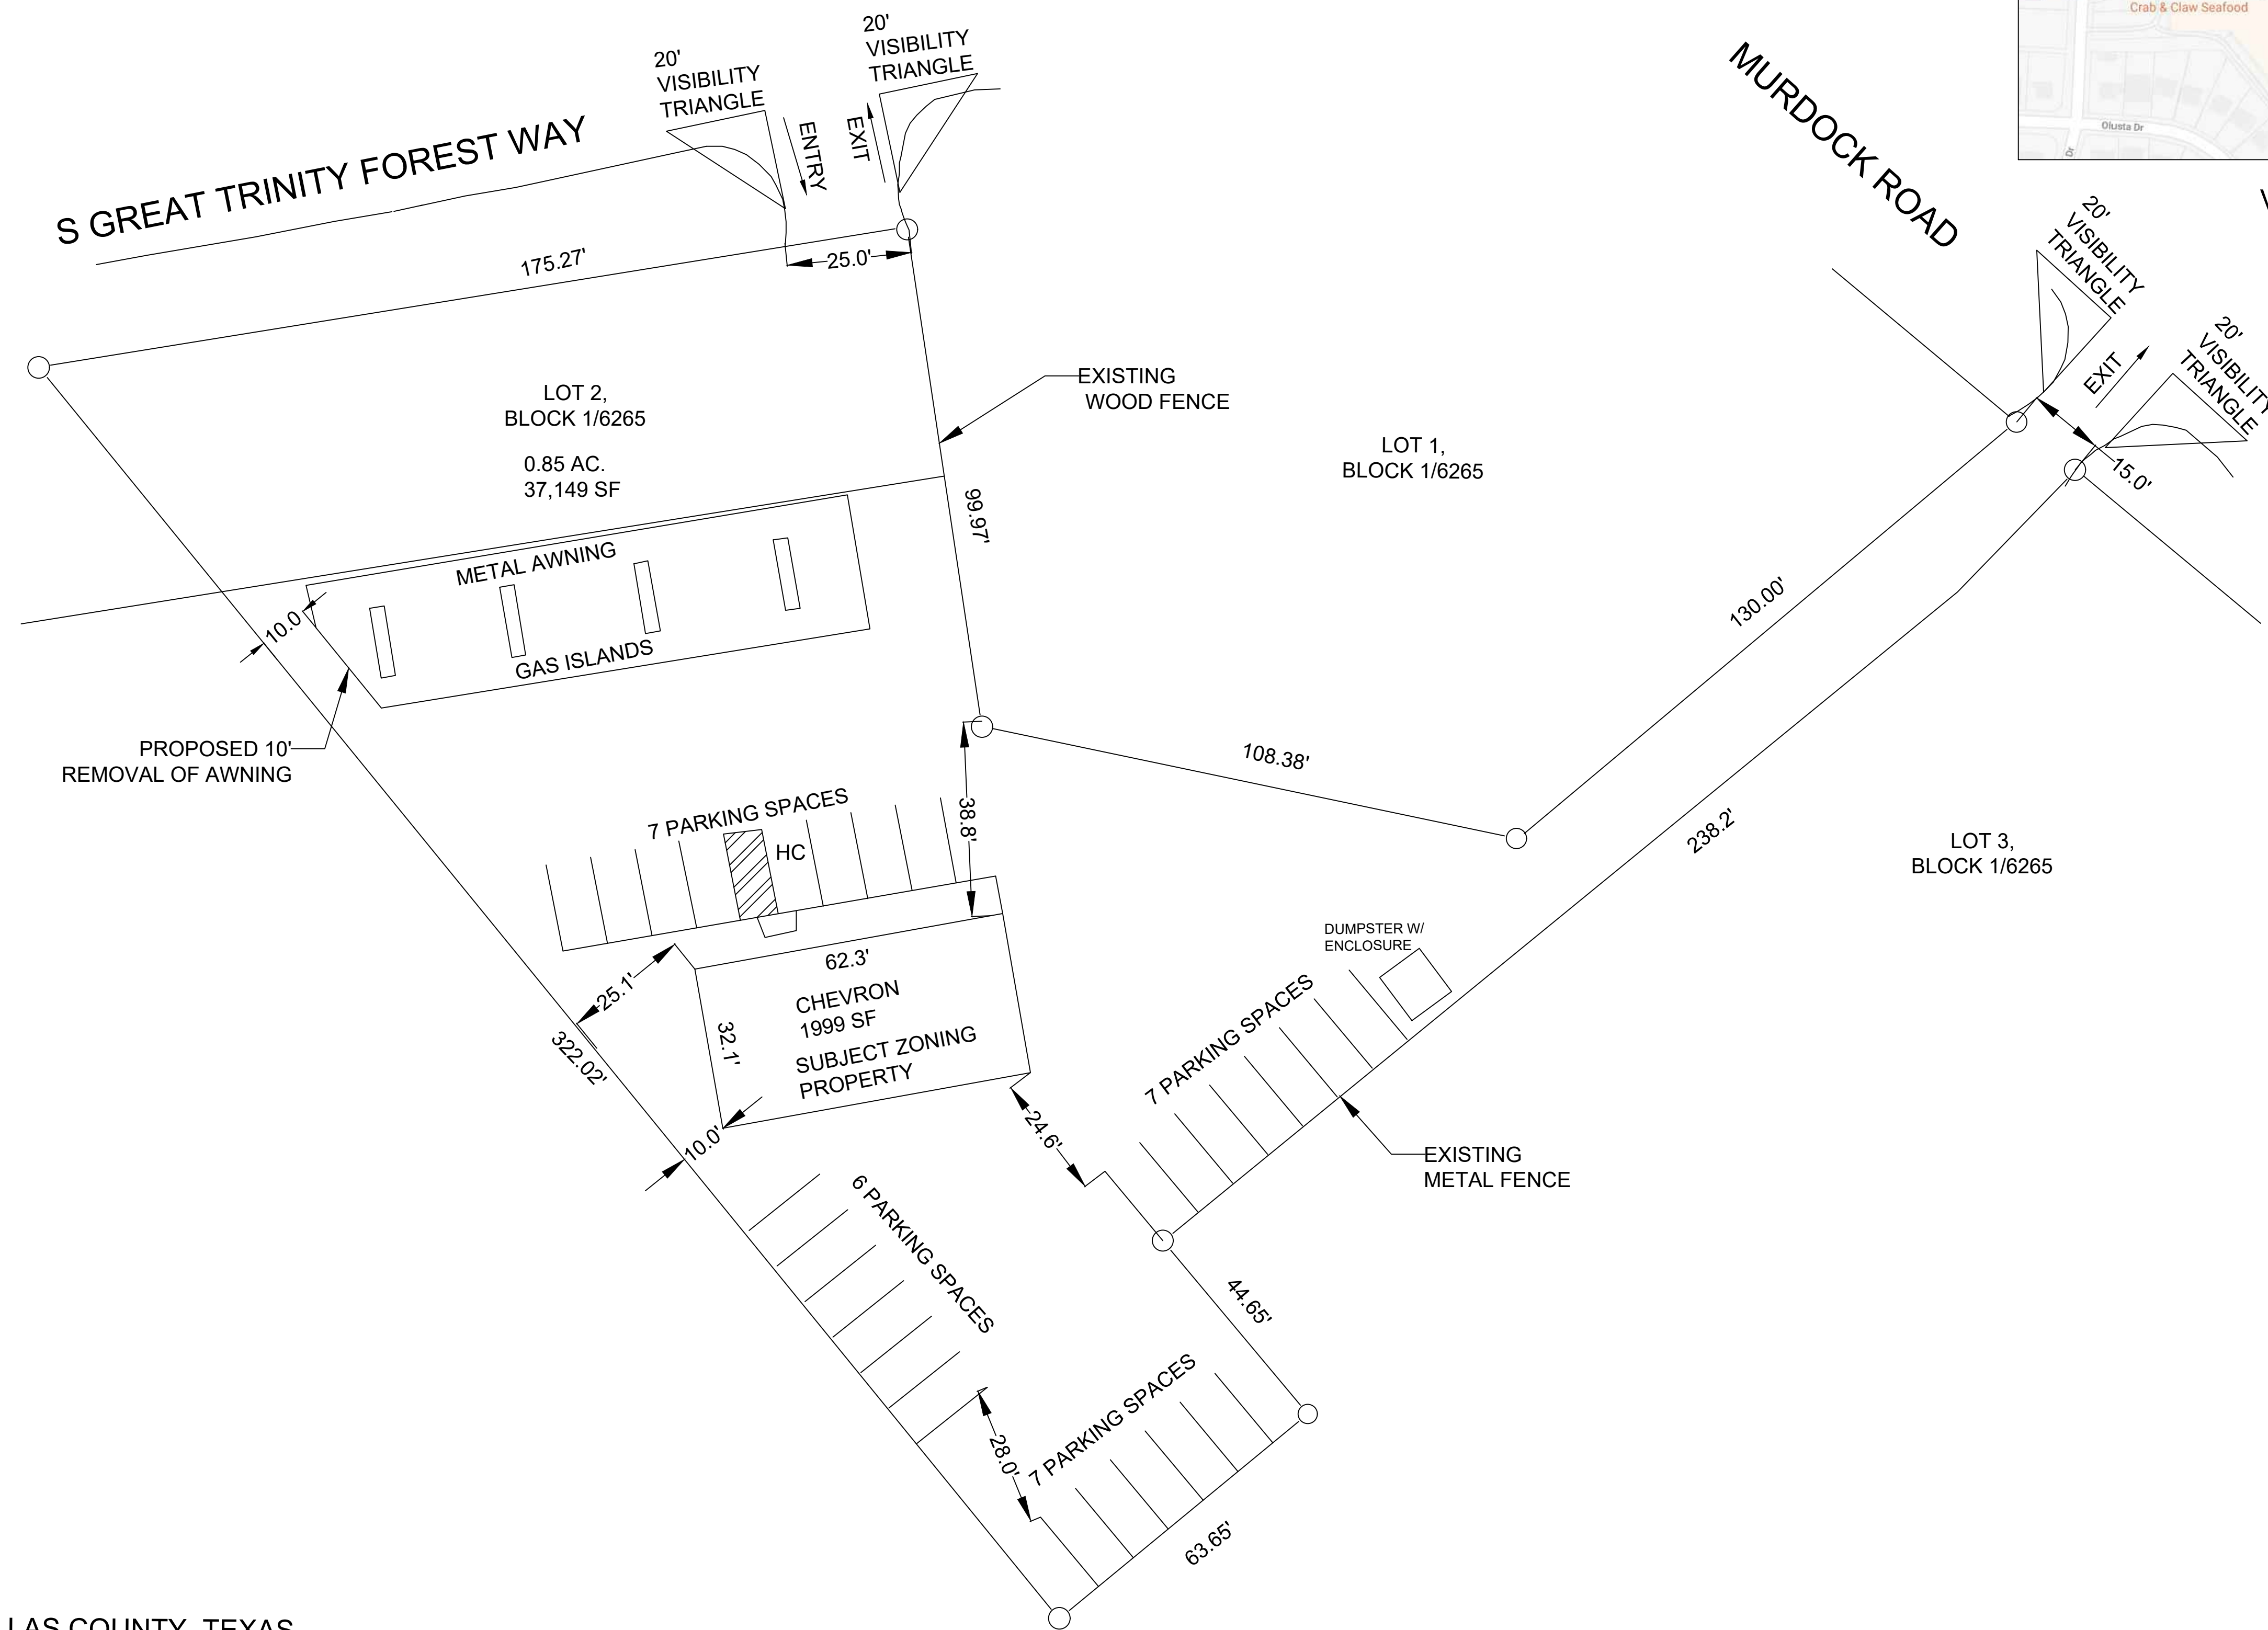 Crab & Claw Seafood
Olusta Dr
Dr
MURDOCK ROAD
S GREAT TRINITY FOREST WAY
20'
VISIBILITY
TRIANGLE
20'
VISIBILITY
TRIANGLE
ENTRY
EXIT
175.27'
25.0'
20'
VISIBILITY
TRIANGLE
EXIT
20'
VISIBILITY
TRIANGLE
15.0'
LOT 2,
BLOCK 1/6265
0.85 AC.
37,149 SF
EXISTING
WOOD FENCE
LOT 1,
BLOCK 1/6265
99.97'
METAL AWNING
GAS ISLANDS
10.0
PROPOSED 10'
REMOVAL OF AWNING
130.00'
108.38'
38.8'
7 PARKING SPACES
HC
238.2'
LOT 3,
BLOCK 1/6265
DUMPSTER W/
ENCLOSURE
62.3'
25.1'
CHEVRON
1999 SF
SUBJECT ZONING
PROPERTY
32.1'
322.02'
10.0'
24.6'
7 PARKING SPACES
EXISTING
METAL FENCE
6 PARKING SPACES
44.65'
28.0'
7 PARKING SPACES
63.65'
LAS COUNTY, TEXAS